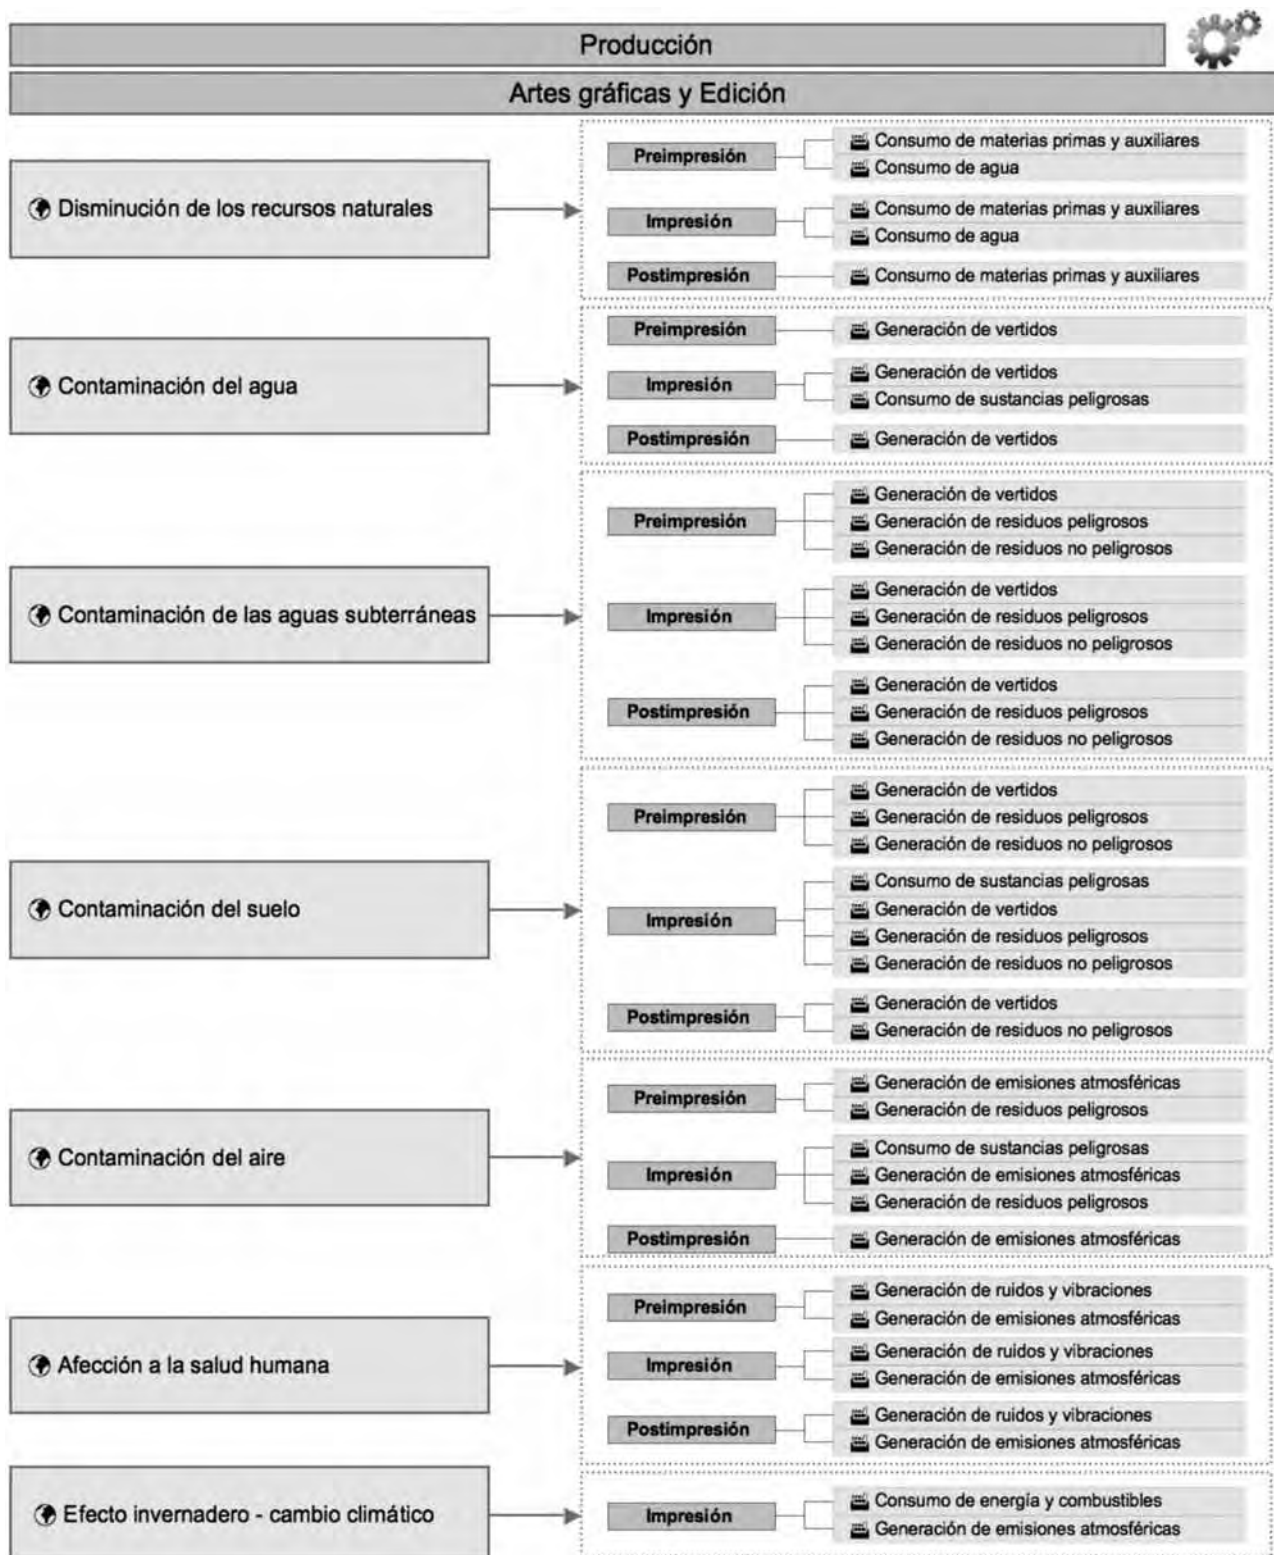 Producción
Artes gráficas y Edición
Disminución de los recursos naturales
Preimpresión
Consumo de materias primas y auxiliares
Consumo de agua
Impresión
Consumo de materias primas y auxiliares
Consumo de agua
Postimpresión
Consumo de materias primas y auxiliares
Contaminación del agua
Preimpresión
Generación de vertidos
Impresión
Generación de vertidos
Consumo de sustancias peligrosas
Postimpresión
Generación de vertidos
Contaminación de las aguas subterráneas
Preimpresión
Generación de vertidos
Generación de residuos peligrosos
Generación de residuos no peligrosos
Impresión
Generación de vertidos
Generación de residuos peligrosos
Generación de residuos no peligrosos
Postimpresión
Generación de vertidos
Generación de residuos peligrosos
Generación de residuos no peligrosos
Contaminación del suelo
Preimpresión
Generación de vertidos
Generación de residuos peligrosos
Generación de residuos no peligrosos
Impresión
Consumo de sustancias peligrosas
Generación de vertidos
Generación de residuos peligrosos
Generación de residuos no peligrosos
Postimpresión
Generación de vertidos
Generación de residuos no peligrosos
Contaminación del aire
Preimpresión
Generación de emisiones atmosféricas
Generación de residuos peligrosos
Impresión
Consumo de sustancias peligrosas
Generación de emisiones atmosféricas
Generación de residuos peligrosos
Postimpresión
Generación de emisiones atmosféricas
Afección a la salud humana
Preimpresión
Generación de ruidos y vibraciones
Generación de emisiones atmosféricas
Impresión
Generación de ruidos y vibraciones
Generación de emisiones atmosféricas
Postimpresión
Generación de ruidos y vibraciones
Generación de emisiones atmosféricas
Efecto invernadero - cambio climático
Impresión
Consumo de energía y combustibles
Generación de emisiones atmosféricas